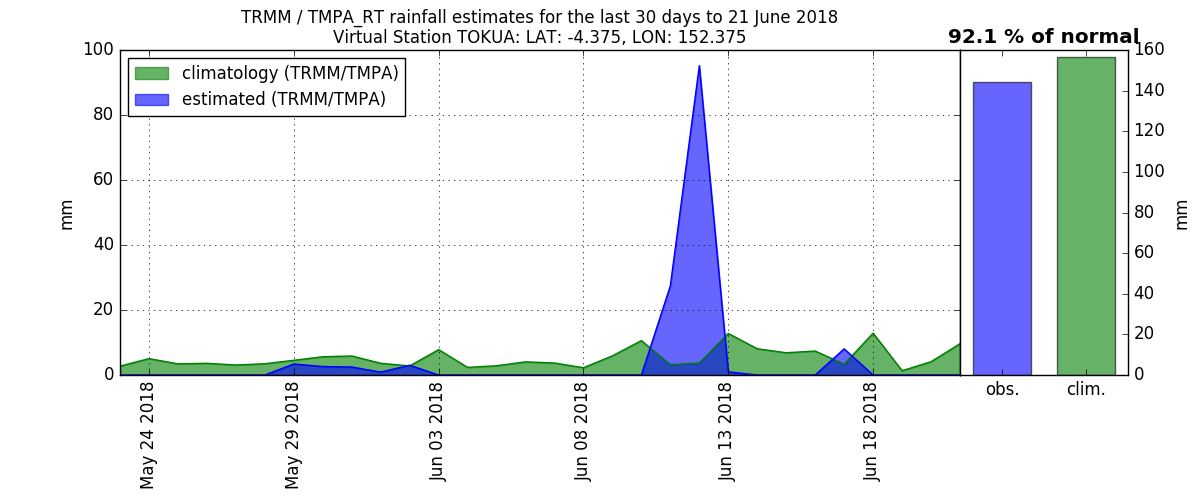 TRMM / TMPA_RT rainfall estimates for the last 30 days to 21 June 2018
Virtual Station TOKUA: LAT: -4.375, LON: 152.375
92.1 % of normal
climatology (TRMM/TMPA)
estimated (TRMM/TMPA)
mm
100
80
60
40
20
0
May 24 2018
May 29 2018
Jun 03 2018
Jun 08 2018
Jun 13 2018
Jun 18 2018
obs.
clim.
160
140
120
100
80
60
40
20
0
mm